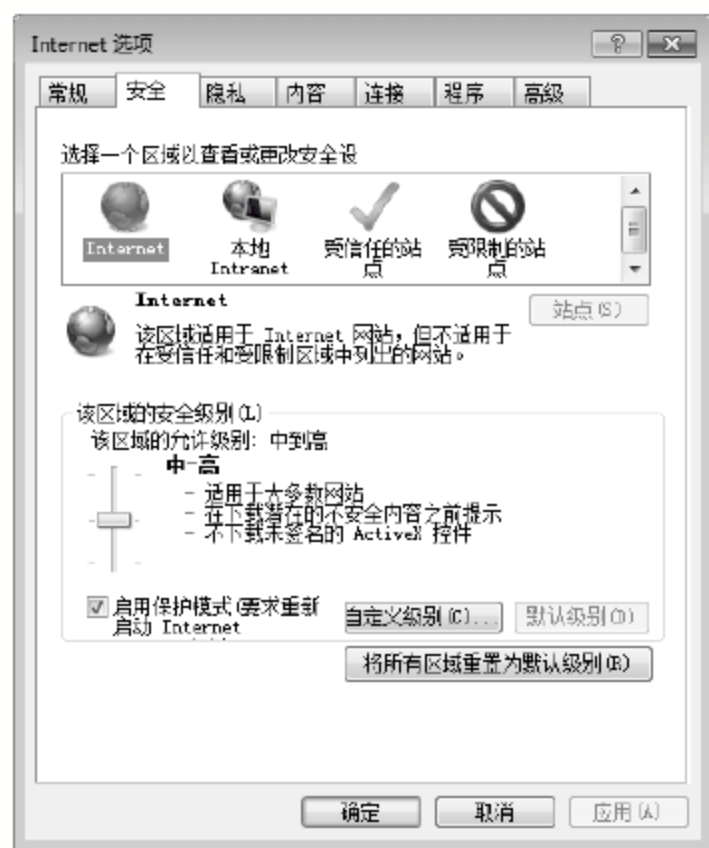 Internet 选项
常规 安全 隐私 内容 连接 程序 高级
选择一个区域以查看或更改安全设
Internet
本地
Intranet
受信任的站
点
受限制的站
点
Internet
站点(S)
该区域适用于 Internet 网站，但不适用于
在受信任和受限制区域中列出的网站。
该区域的安全级别(L)
该区域的允许级别: 中到高
中-高
- 适用于大多数网站
- 在下载潜在的不安全内容之前提示
- 不下载未签名的 ActiveX 控件
启用保护模式(要求重新
启动 Internet
自定义级别(C)...
默认级别(D)
将所有区域重置为默认级别(R)
确定 取消 应用(A)